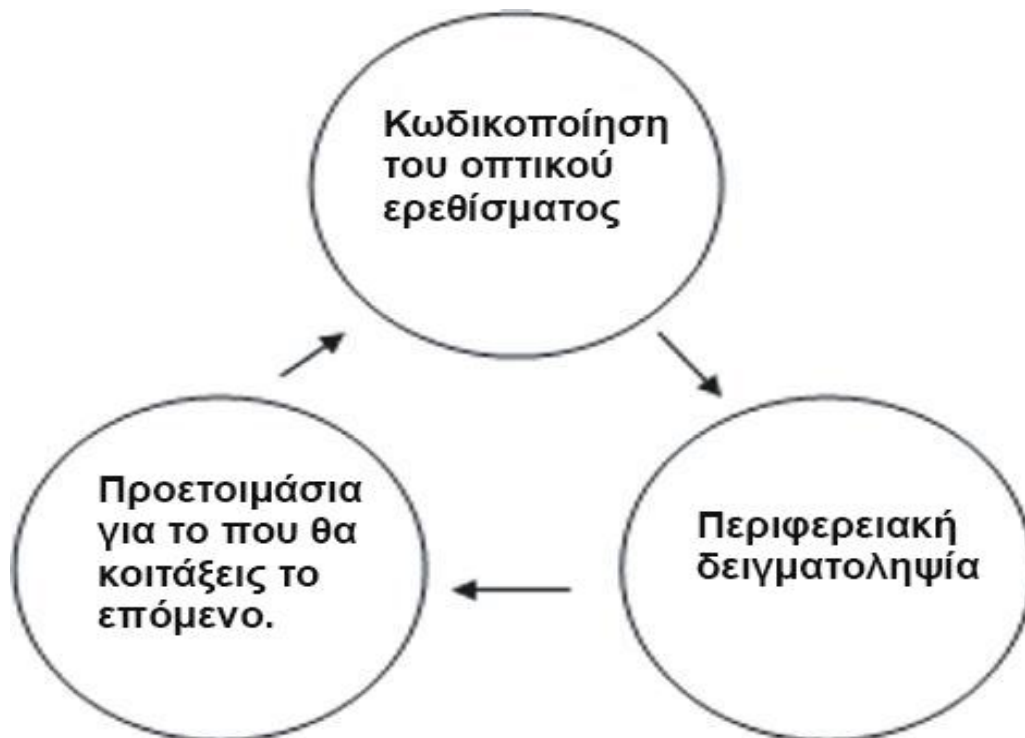 Κωδικοποίηση
του οπτικού
ερεθίσματος
Προετοιμάσια
για το που θα
κοιτάξεις το
επόμενο.
Περιφερειακή
δειγματοληψία